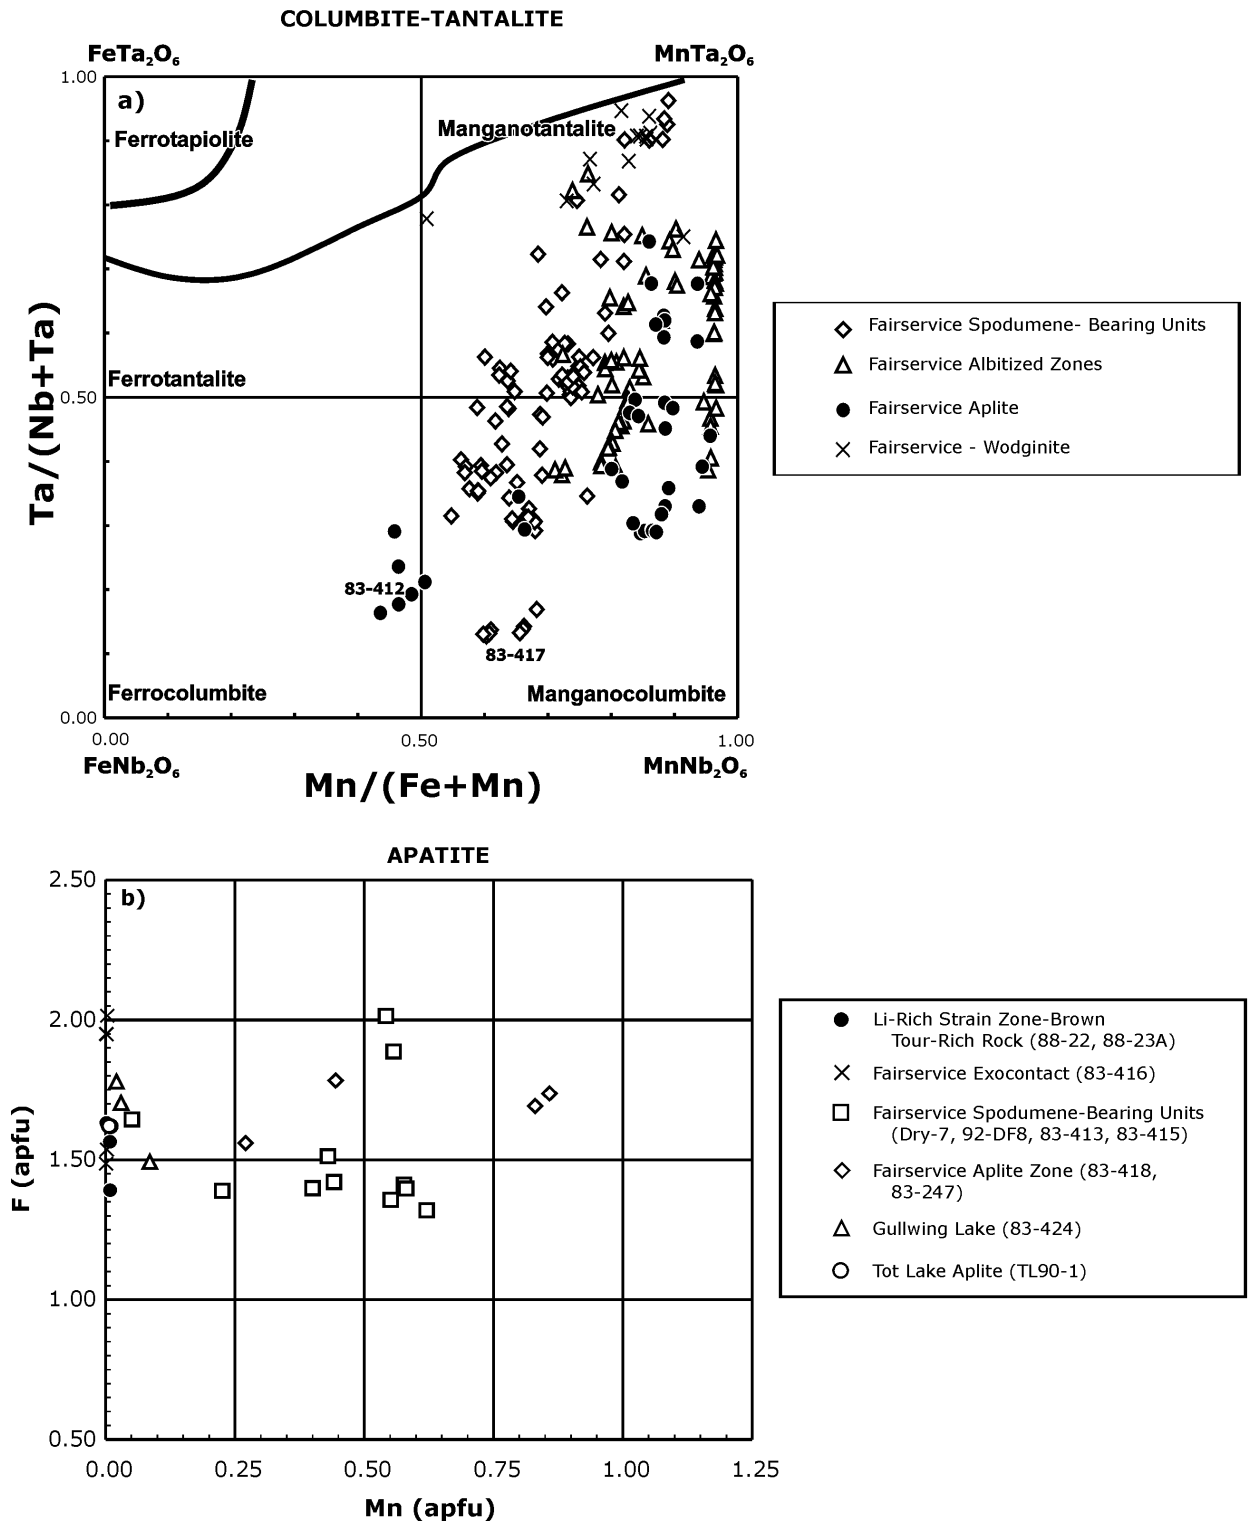 COLUMBITE-TANTALITE
FeTa₂O₆
MnTa₂O₆
1.00
a)
Ferrotapiolite
Manganotantalite
Ta/(Nb+Ta)
Ferrotantalite
0.50
83-412
83-417
Ferrocolumbite
Manganocolumbite
0.00
0.00
0.50
1.00
FeNb₂O₆
MnNb₂O₆
Mn/(Fe+Mn)
Fairservice Spodumene- Bearing Units
Fairservice Albitized Zones
Fairservice Aplite
Fairservice - Wodginite
APATITE
2.50
b)
2.00
1.50
F (apfu)
1.00
0.50
0.00
0.25
0.50
0.75
1.00
1.25
Mn (apfu)
Li-Rich Strain Zone-Brown
Tour-Rich Rock (88-22, 88-23A)
Fairservice Exocontact (83-416)
Fairservice Spodumene-Bearing Units
(Dry-7, 92-DF8, 83-413, 83-415)
Fairservice Aplite Zone (83-418,
83-247)
Gullwing Lake (83-424)
Tot Lake Aplite (TL90-1)